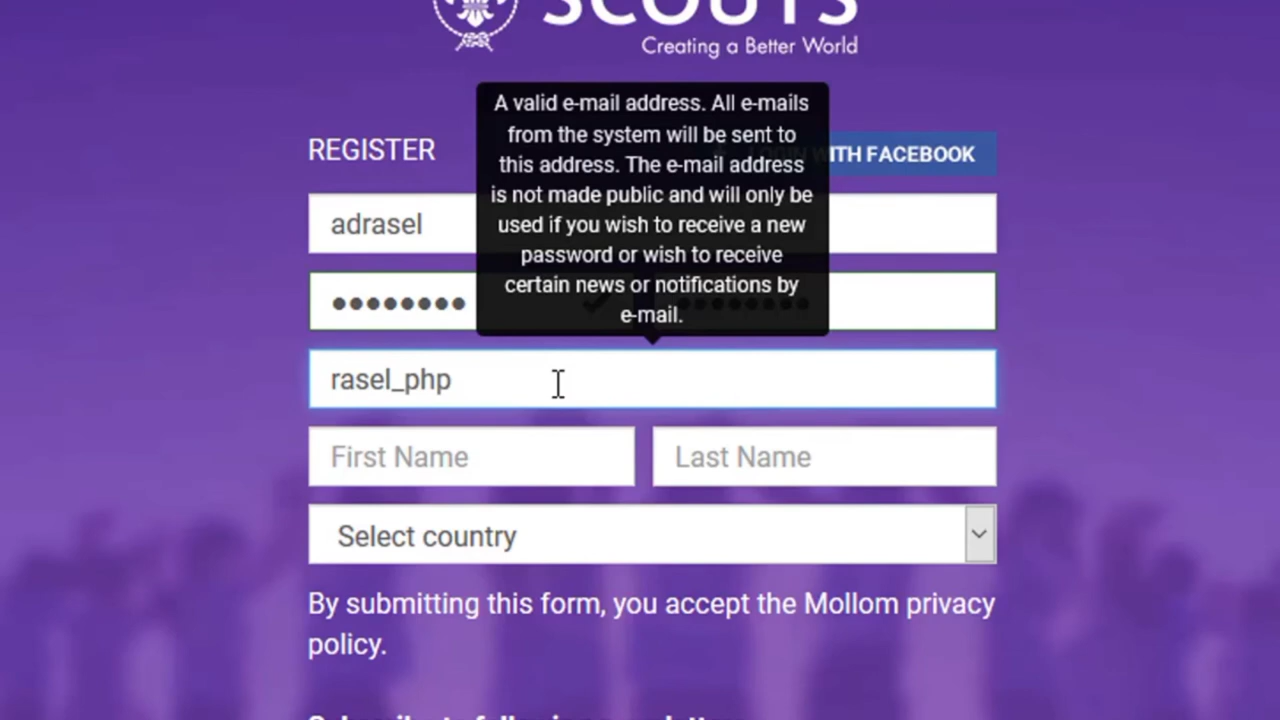 SCOUTS
Creating a Better World
A valid e-mail address. All e-mails
from the system will be sent to
this address. The e-mail address
is not made public and will only be
used if you wish to receive a new
password or wish to receive
certain news or notifications by
e-mail.
REGISTER
LOGIN WITH FACEBOOK
adrasel
●●●●●●●● ●●●●●●●●
rasel_php
First Name
Last Name
Select country
By submitting this form, you accept the Mollom privacy
policy.